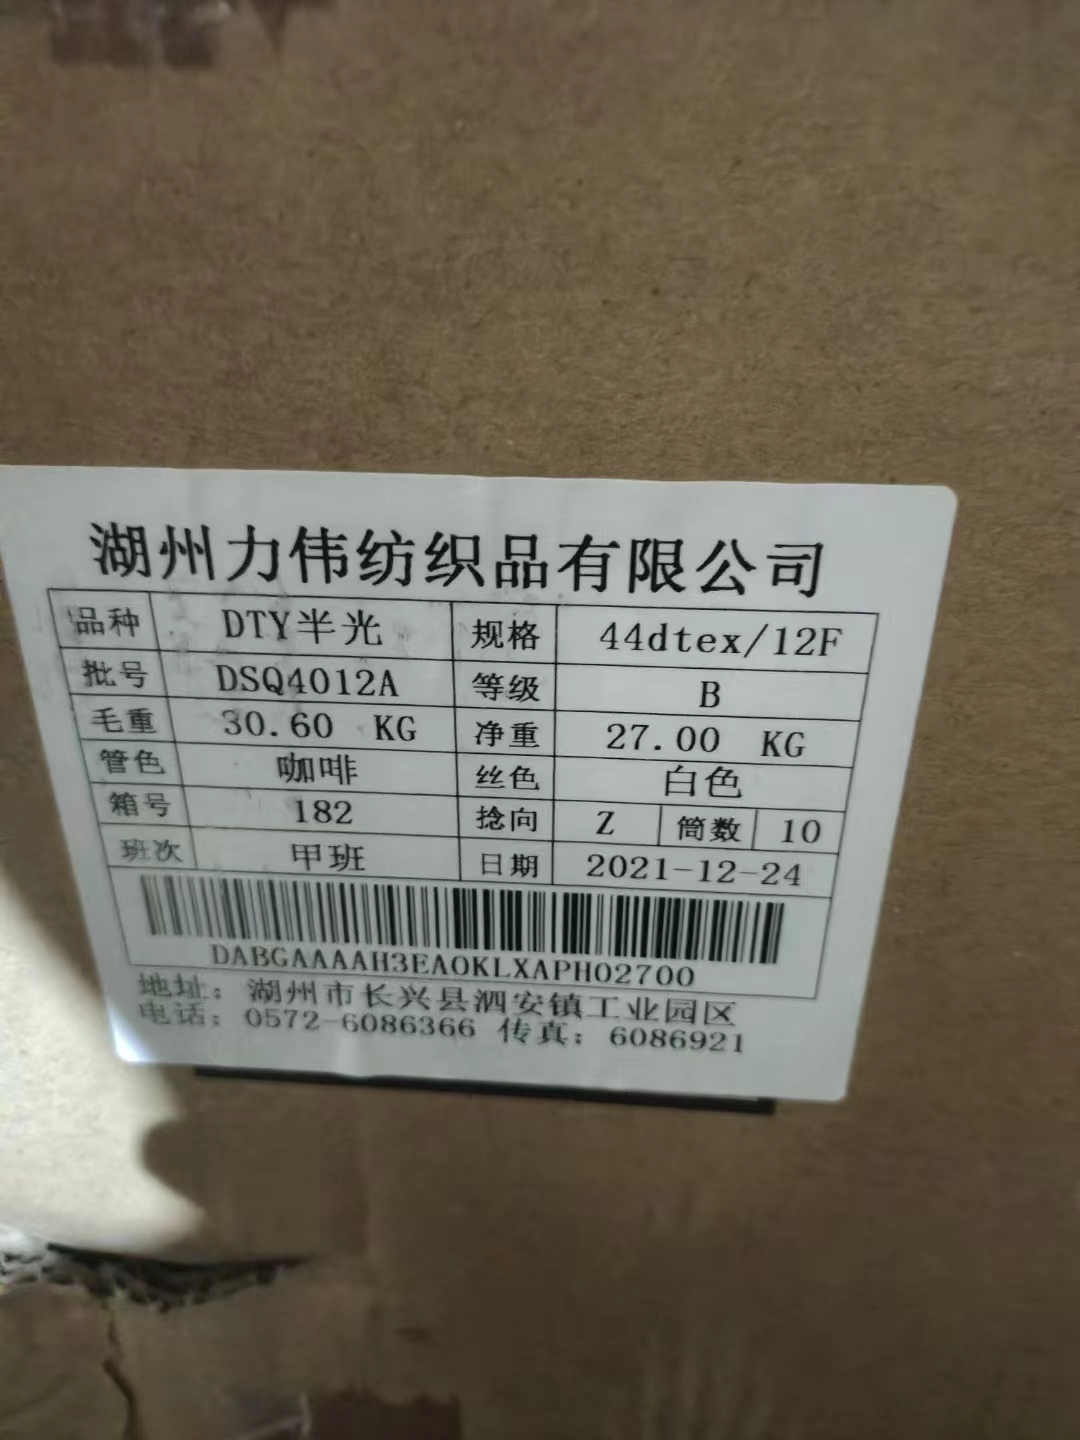 湖州力伟纺织品有限公司
品种 DTY半光 规格 44dtex/12F
批号 DSQ4012A 等级 B
毛重 30.60 KG 净重 27.00 KG
管色 咖啡 丝色 白色
箱号 182 捻向 Z 筒数 10
班次 甲班 日期 2021-12-24
DABGAAAAH3EAOKLXAPH02700
地址: 湖州市长兴县泗安镇工业园区
电话: 0572-6086366 传真: 6086921